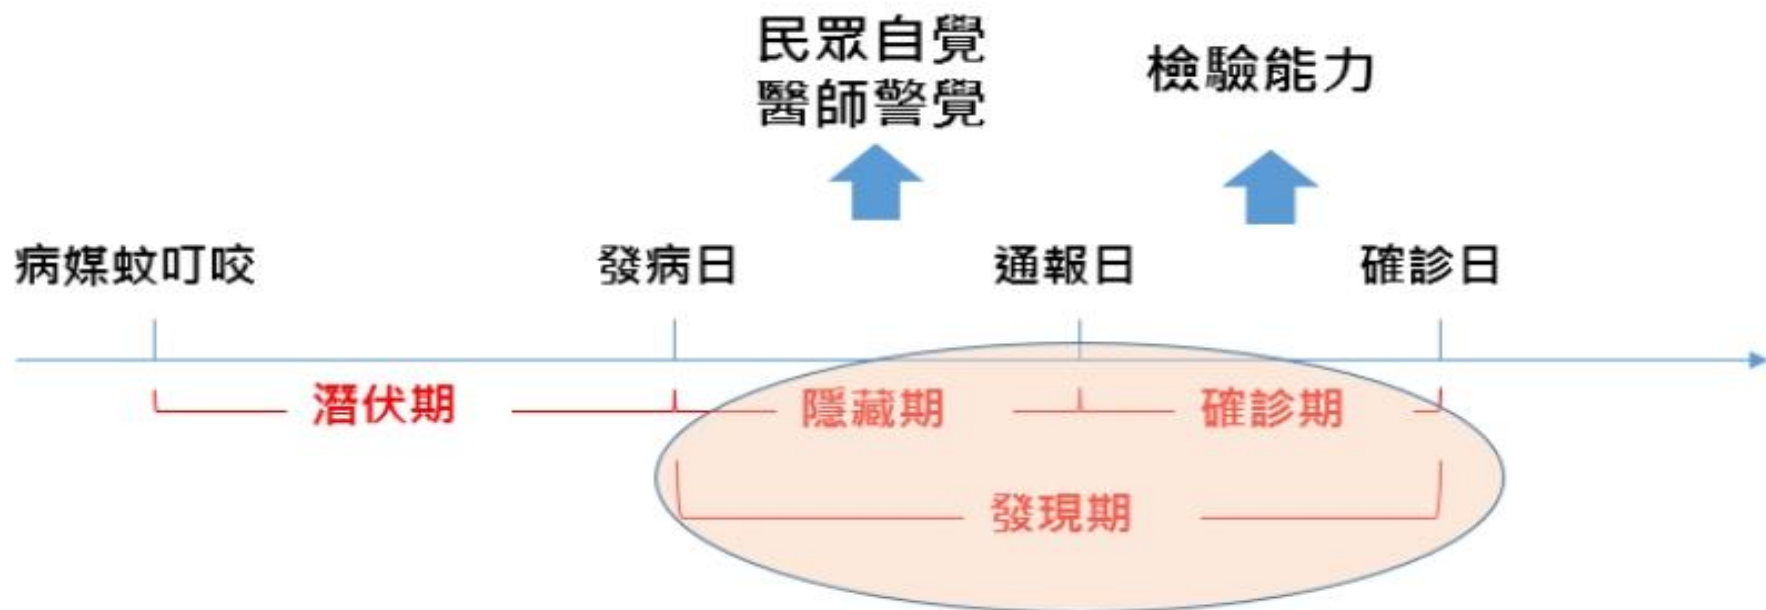 民眾自覺
醫師警覺
檢驗能力
病媒蚊叮咬
發病日
通報日
確診日
潛伏期
隱藏期
確診期
發現期